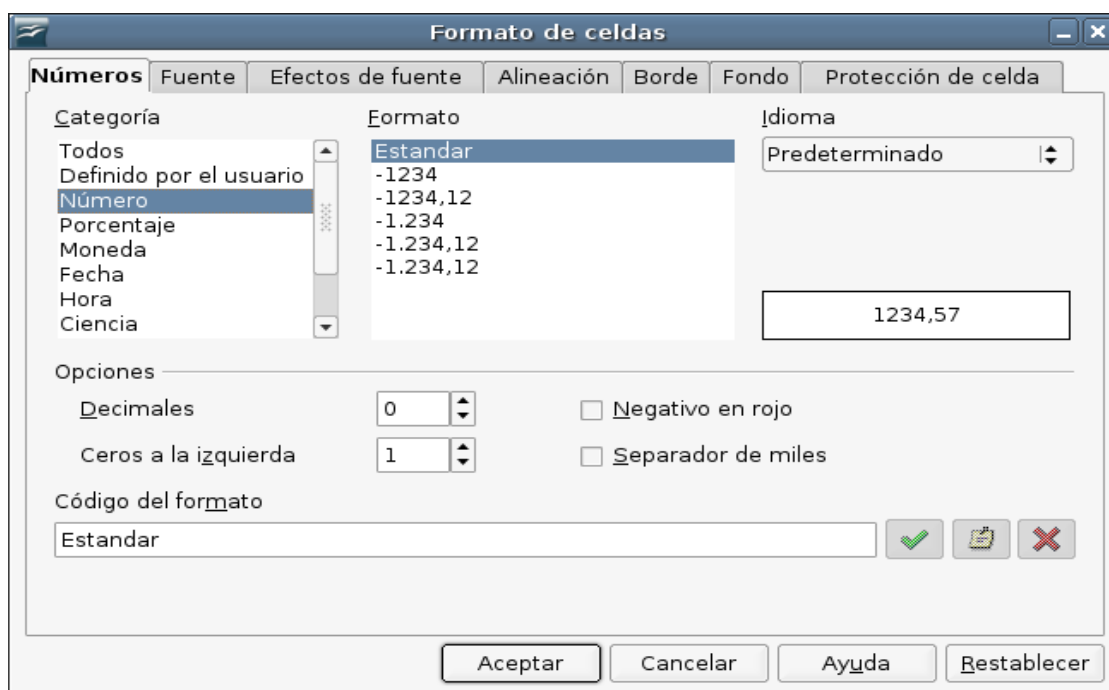 Formato de celdas
Números Fuente Efectos de fuente Alineación Borde Fondo Protección de celda
Categoría
Todos
Definido por el usuario
Número
Porcentaje
Moneda
Fecha
Hora
Ciencia
Formato
Estandar
-1234
-1234,12
-1.234
-1.234,12
-1.234,12
Idioma
Predeterminado
1234,57
Opciones
Decimales 0 Negativo en rojo
Ceros a la izquierda 1 Separador de miles
Código del formato
Estandar
Aceptar Cancelar Ayuda Restablecer